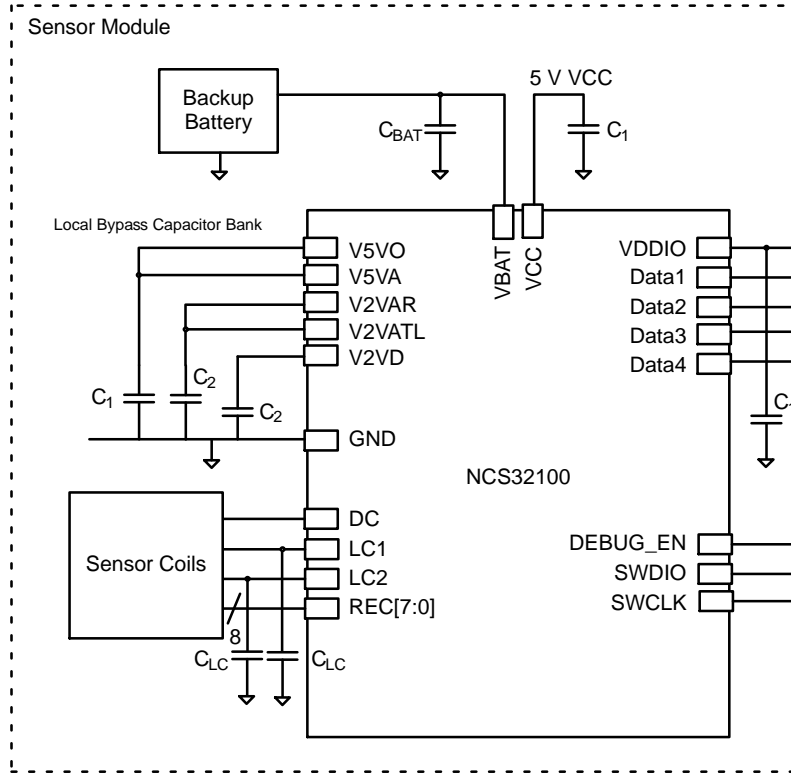 Sensor Module
5 V VCC
Backup
Battery
CBAT
C1
Local Bypass Capacitor Bank
VBAT
VCC
V5VO
V5VA
V2VAR
V2VATL
V2VD
VDDIO
Data1
Data2
Data3
Data4
C1
C2
C2
GND
NCS32100
Sensor Coils
DC
LC1
LC2
REC[7:0]
8
CLC
CLC
DEBUG_EN
SWDIO
SWCLK